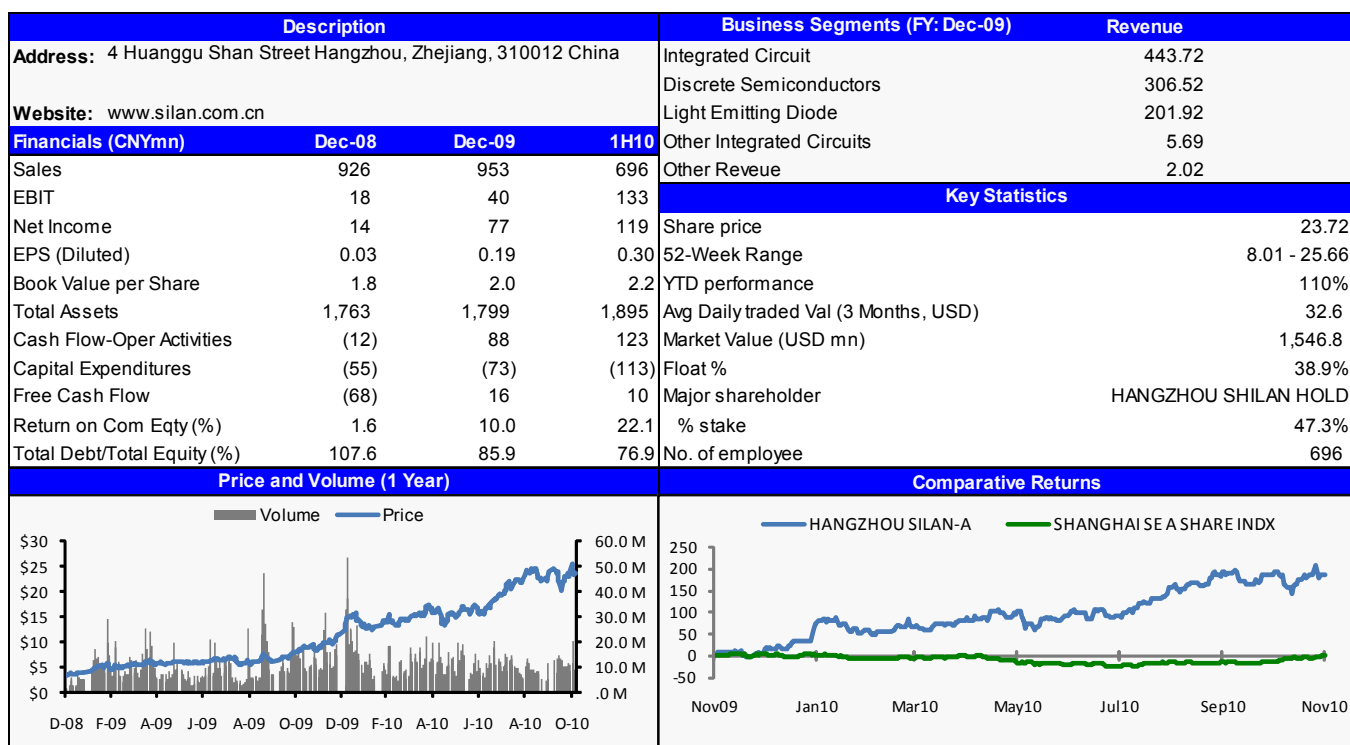 Description
Address: 4 Huanggu Shan Street Hangzhou, Zhejiang, 310012 China
Website: www.silan.com.cn
Financials (CNYmn) Dec-08 Dec-09 1H10
Sales 926 953 696
EBIT 18 40 133
Net Income 14 77 119
EPS (Diluted) 0.03 0.19 0.30
Book Value per Share 1.8 2.0 2.2
Total Assets 1,763 1,799 1,895
Cash Flow-Oper Activities (12) 88 123
Capital Expenditures (55) (73) (113)
Free Cash Flow (68) 16 10
Return on Com Eqty (%) 1.6 10.0 22.1
Total Debt/Total Equity (%) 107.6 85.9 76.9
Business Segments (FY: Dec-09) Revenue
Integrated Circuit 443.72
Discrete Semiconductors 306.52
Light Emitting Diode 201.92
Other Integrated Circuits 5.69
Other Reveue 2.02
Key Statistics
Share price 23.72
52-Week Range 8.01 - 25.66
YTD performance 110%
Avg Daily traded Val (3 Months, USD) 32.6
Market Value (USD mn) 1,546.8
Float % 38.9%
Major shareholder HANGZHOU SHILAN HOLD
% stake 47.3%
No. of employee 696
Price and Volume (1 Year)
Volume Price
$30 60.0 M
$25 50.0 M
$20 40.0 M
$15 30.0 M
$10 20.0 M
$5 10.0 M
$0 .0 M
D-08 F-09 A-09 J-09 A-09 O-09 D-09 F-10 A-10 J-10 A-10 O-10
Comparative Returns
HANGZHOU SILAN-A SHANGHAI SE A SHARE INDX
250
200
150
100
50
0
-50
Nov09 Jan10 Mar10 May10 Jul10 Sep10 Nov10